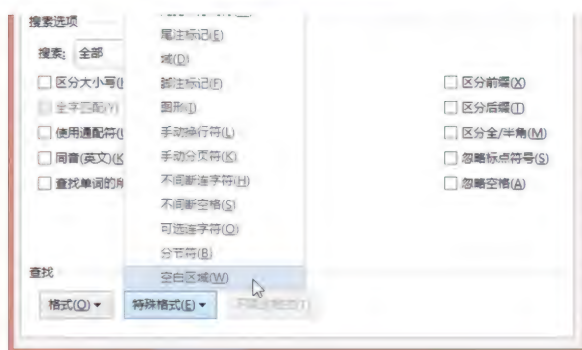 搜索选项
尾注标记(E)
搜索: 全部
域(D)
区分大小写(
脚注标记(F)
区分前缀(X)
全字匹配(Y)
图形(I)
区分后缀(T)
使用通配符(
手动换行符(L)
区分全/半角(M)
同音(英文)(K
手动分页符(K)
忽略标点符号(S)
查找单词的所
不间断连字符(H)
忽略空格(A)
不间断空格(S)
可选连字符(O)
分节符(B)
查找
空白区域(W)
格式(O)
特殊格式(E)